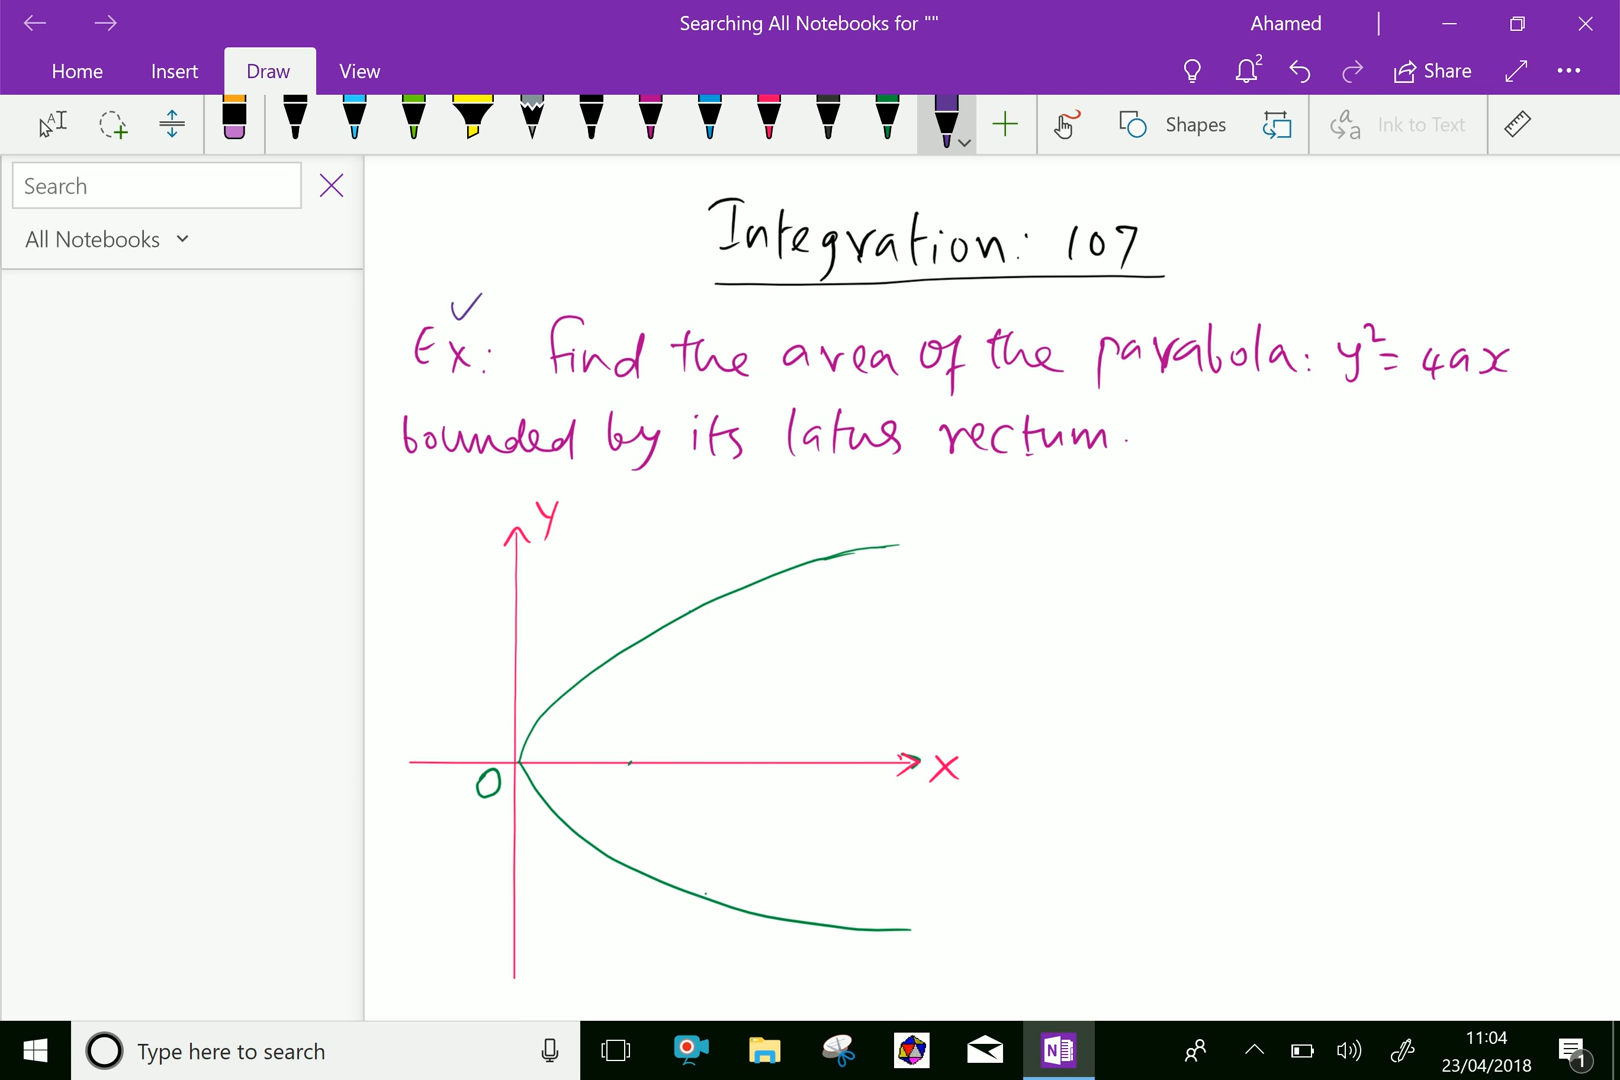 Searching All Notebooks for ""
Ahamed
Home
Insert
Draw
View
2
Share
Shapes
Ink to Text
Search
All Notebooks
Integration: 107
Ex: find the area of the parabola: y²= 4ax
bounded by its latus rectum.
Y
O
X
Type here to search
11:04
23/04/2018
1